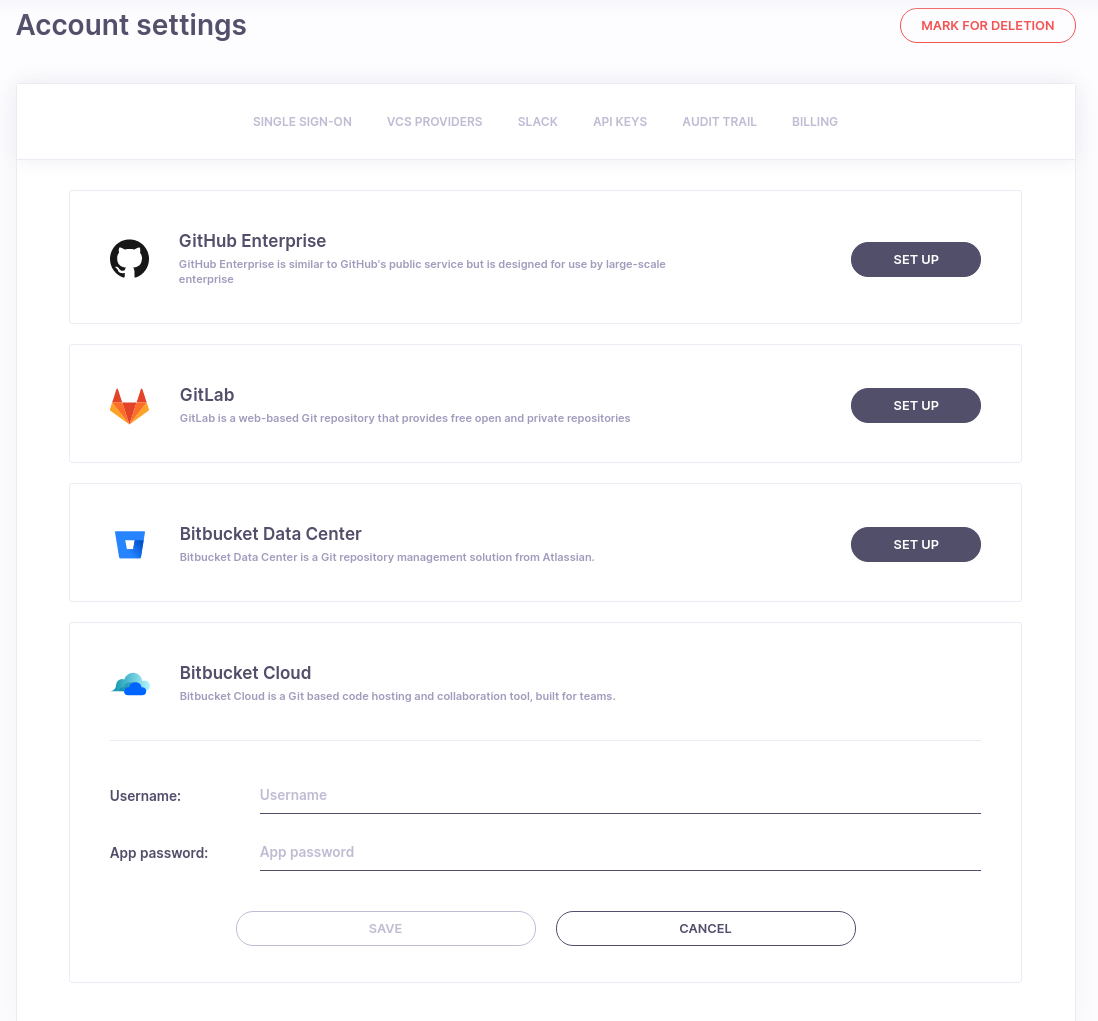 Account settings
MARK FOR DELETION
SINGLE SIGN-ON VCS PROVIDERS SLACK API KEYS AUDIT TRAIL BILLING
GitHub Enterprise
GitHub Enterprise is similar to GitHub's public service but is designed for use by large-scale
enterprise
SET UP
GitLab
GitLab is a web-based Git repository that provides free open and private repositories
SET UP
Bitbucket Data Center
Bitbucket Data Center is a Git repository management solution from Atlassian.
SET UP
Bitbucket Cloud
Bitbucket Cloud is a Git based code hosting and collaboration tool, built for teams.
Username: Username
App password: App password
SAVE CANCEL